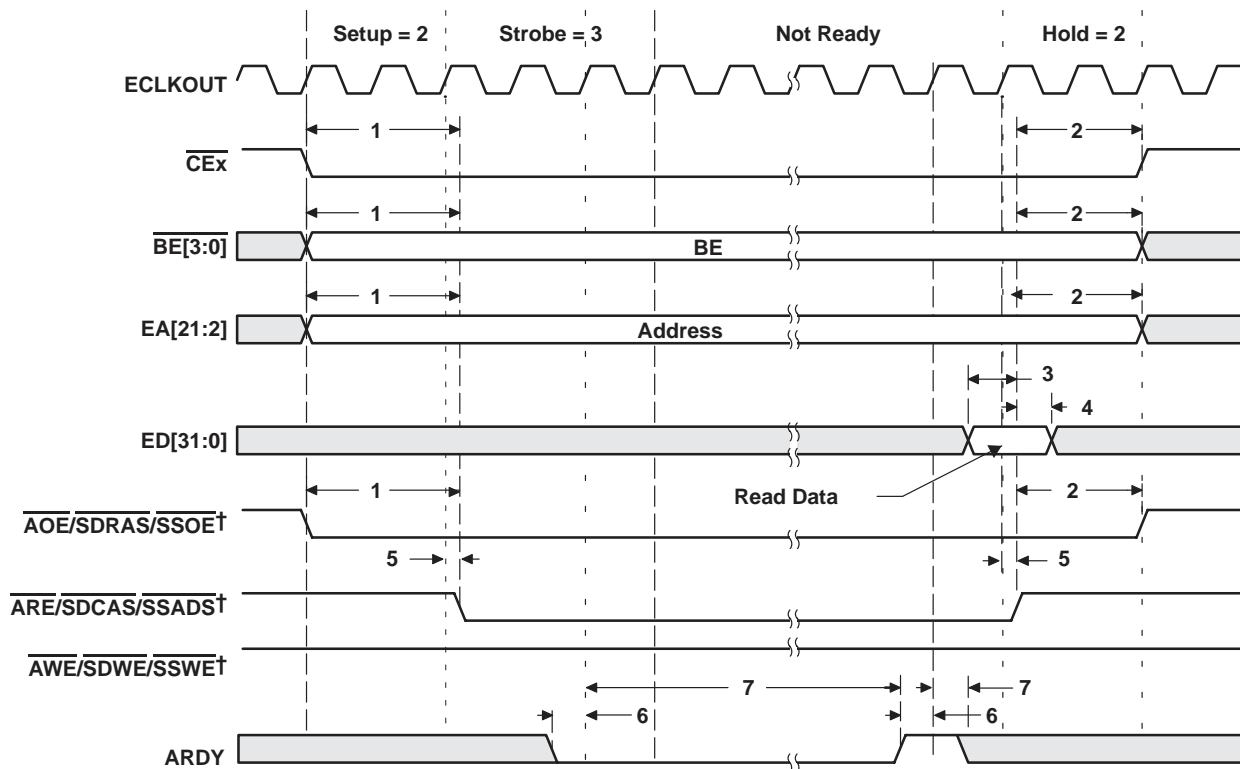 Setup = 2 Strobe = 3 Not Ready Hold = 2
ECLKOUT
1 2
CEx
1 2
BE[3:0] BE
1 2
EA[21:2] Address
3
4
ED[31:0]
Read Data
1 2
AOE/SDRAS/SSOE†
5 5
ARE/SDCAS/SSADS†
AWE/SDWE/SSWE†
7 7
6 6
ARDY